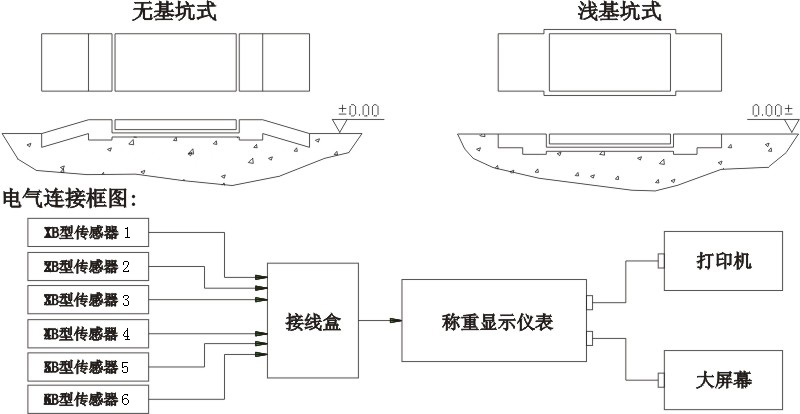 无基坑式
浅基坑式
±0.00
0.00±
电气连接框图:
XB型传感器1
XB型传感器2
XB型传感器3
XB型传感器4
XB型传感器5
XB型传感器6
接线盒
称重显示仪表
打印机
大屏幕